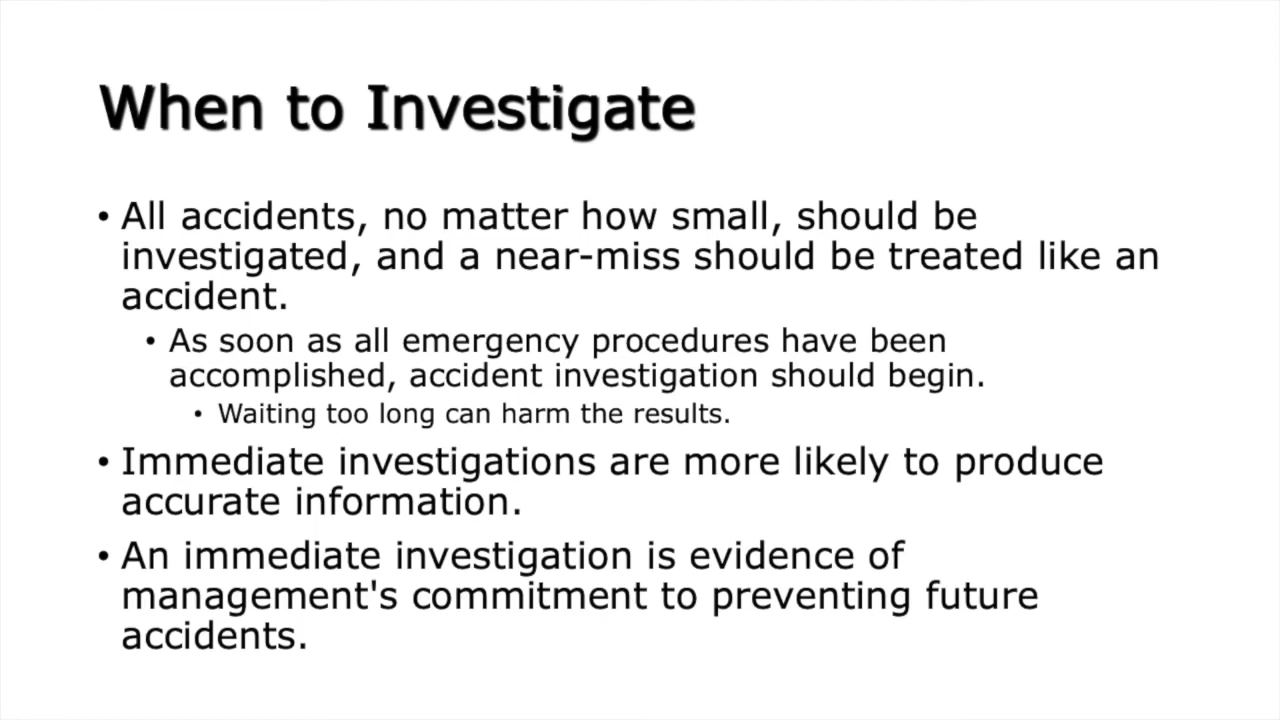 When to Investigate
• All accidents, no matter how small, should be
investigated, and a near-miss should be treated like an
accident.
• As soon as all emergency procedures have been
accomplished, accident investigation should begin.
• Waiting too long can harm the results.
• Immediate investigations are more likely to produce
accurate information.
• An immediate investigation is evidence of
management's commitment to preventing future
accidents.